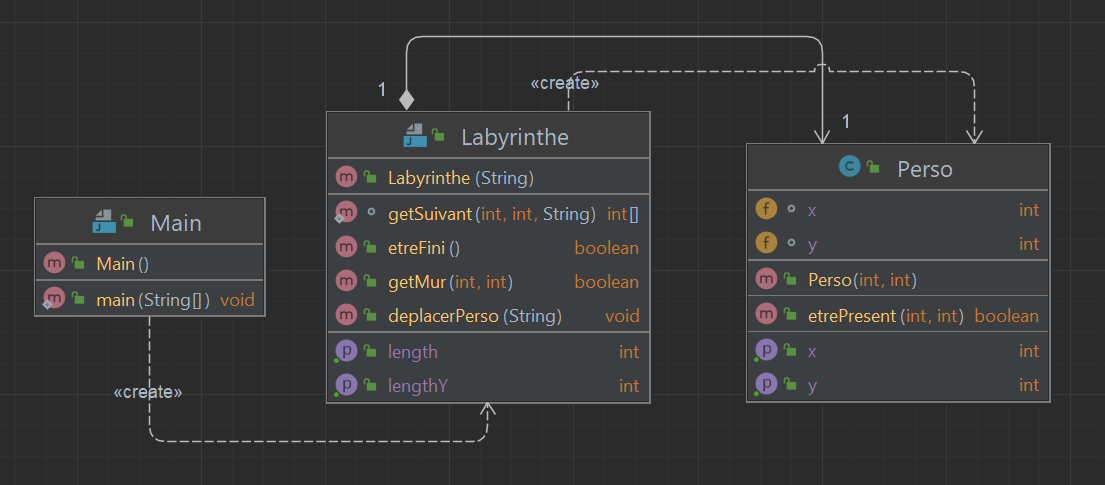 1
«create»
1
Labyrinthe
Labyrinthe(String)
getSuivant(int, int, String) int[]
etreFini() boolean
getMur(int, int) boolean
deplacerPerso(String) void
length int
lengthY int
Perso
x int
y int
Perso(int, int)
etrePresent(int, int) boolean
x int
y int
Main
Main()
main(String[]) void
«create»